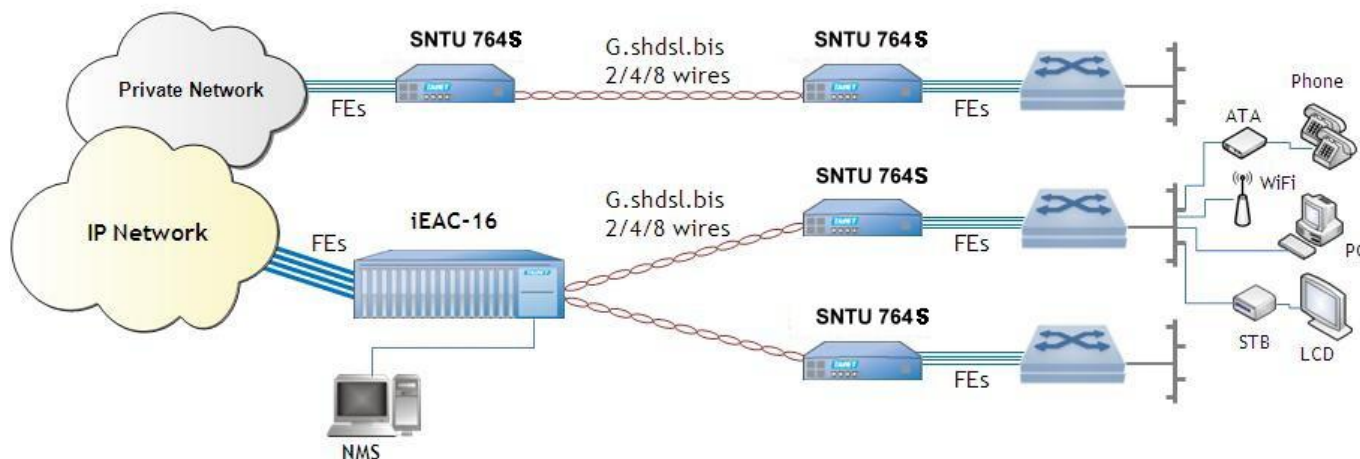 SNTU 764S
G.shdsl.bis
2/4/8 wires
SNTU 764S
Private Network
FEs
FEs
Phone
ATA
SNTU 764S
WiFi
IP Network
FEs
iEAC-16
G.shdsl.bis
2/4/8 wires
FEs
PC
SNTU 764S
STB
LCD
FEs
NMS